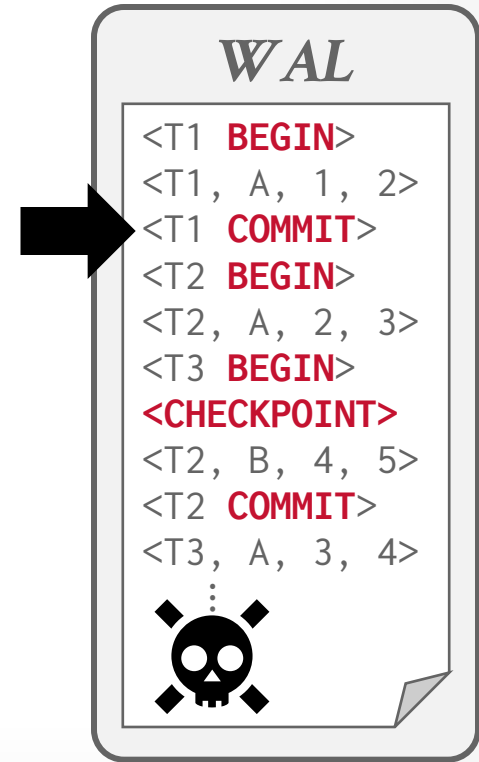 WAL
<T1 BEGIN>
<T1, A, 1, 2>
<T1 COMMIT>
<T2 BEGIN>
<T2, A, 2, 3>
<T3 BEGIN>
<CHECKPOINT>
<T2, B, 4, 5>
<T2 COMMIT>
<T3, A, 3, 4>
⋮